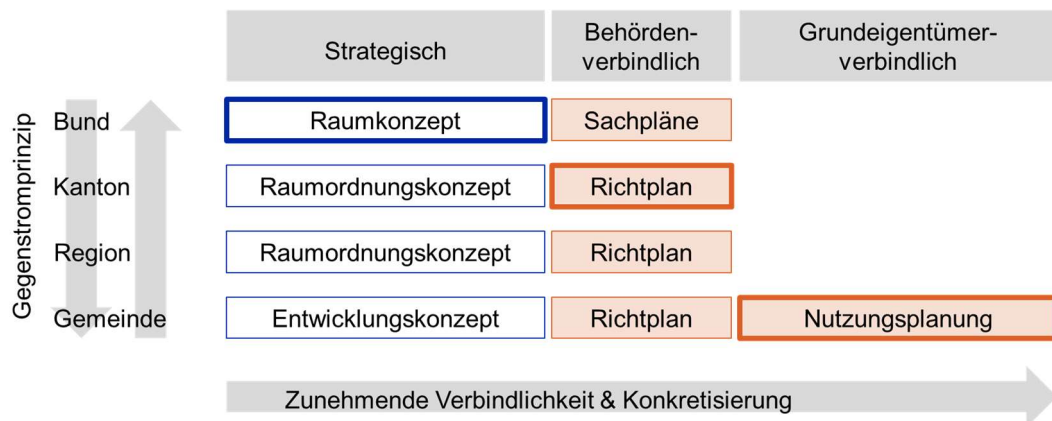 Strategisch
Behörden-
verbindlich
Grundeigentümer-
verbindlich
Gegenstromprinzip
Bund
Raumkonzept
Sachpläne
Kanton
Raumordnungskonzept
Richtplan
Region
Raumordnungskonzept
Richtplan
Gemeinde
Entwicklungskonzept
Richtplan
Nutzungsplanung
Zunehmende Verbindlichkeit & Konkretisierung